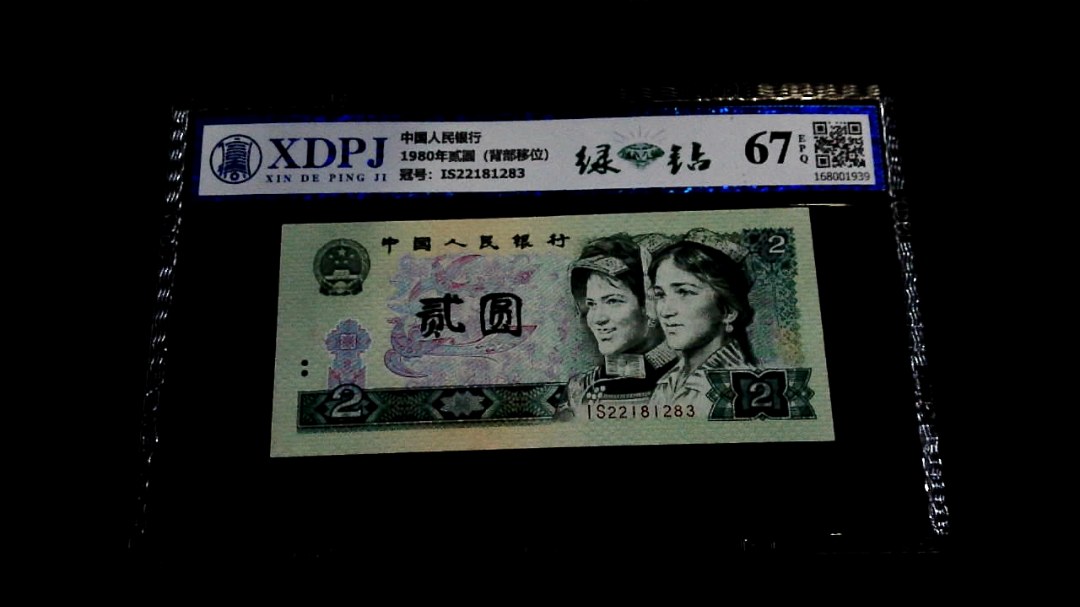 XDPJ
XIN DE PING JI
中國人民银行
1980年贰圆（背部移位）
冠号：IS22181283
绿钻
67
EPQ
168001939
中国人民银行
2
贰圆
2
IS22181283
2